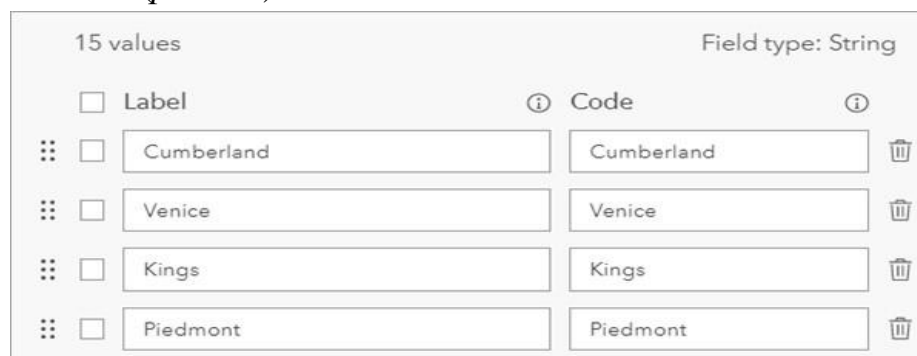 15 values Field type: String
Label Code
Cumberland Cumberland
Venice Venice
Kings Kings
Piedmont Piedmont